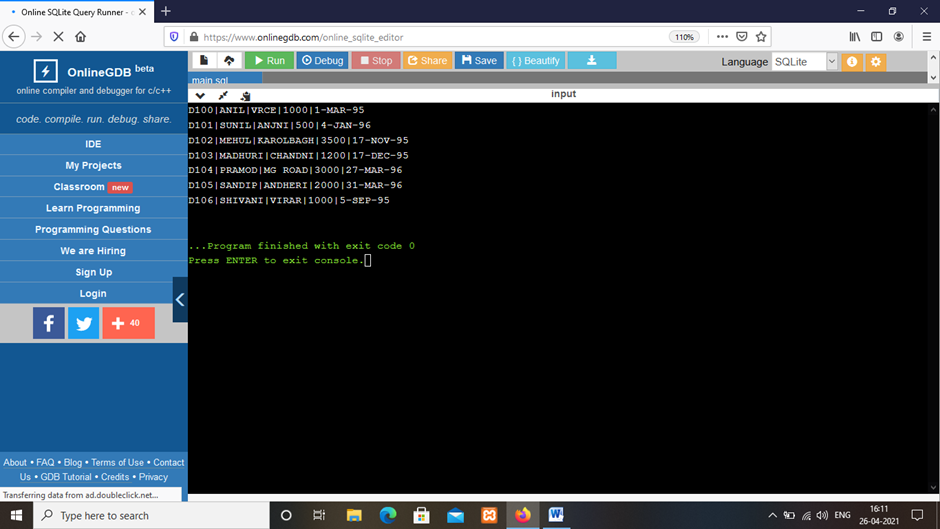 Online SQLite Query Runner - c
https://www.onlinegdb.com/online_sqlite_editor
110%
OnlineGDB beta
online compiler and debugger for c/c++
code. compile. run. debug. share.
IDE
My Projects
Classroom new
Learn Programming
Programming Questions
We are Hiring
Sign Up
Login
40
About • FAQ • Blog • Terms of Use • Contact
Us • GDB Tutorial • Credits • Privacy
Transferring data from ad.doubleclick.net...
Run Debug Stop Share Save { } Beautify Language SQLite
main.sql
input
D100|ANIL|VRCE|1000|1-MAR-95
D101|SUNIL|ANJNI|500|4-JAN-96
D102|MEHUL|KAROLBAGH|3500|17-NOV-95
D103|MADHURI|CHANDNI|1200|17-DEC-95
D104|PRAMOD|MG ROAD|3000|27-MAR-96
D105|SANDIP|ANDHERI|2000|31-MAR-96
D106|SHIVANI|VIRAR|1000|5-SEP-95
...Program finished with exit code 0
Press ENTER to exit console.
Type here to search
ENG
16:11
26-04-2021